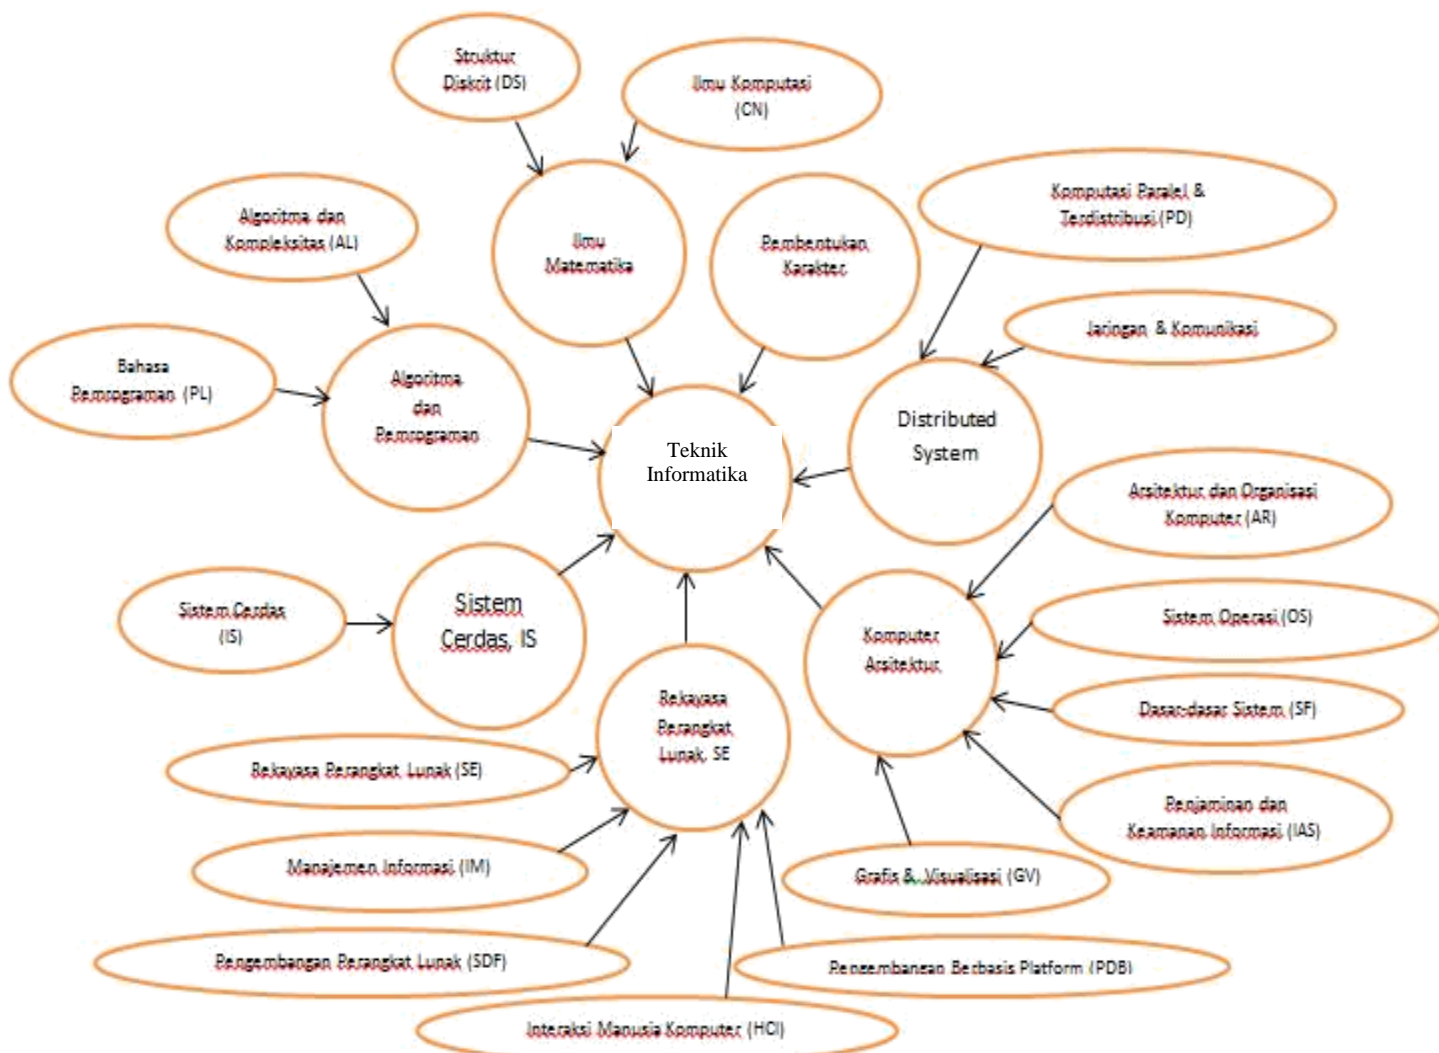 Struktur
Diskrit (DS)
Ilmu Komputasi
(CN)
Algoritma dan
Kompleksitas (AL)
Ilmu
Matematika
Pembentukan
Karakter
Komputasi Paralel &
Terdistribusi (PD)
Jaringan & Komunikasi
Bahasa
Pemrograman (PL)
Algoritma
dan
Pemrograman
Teknik
Informatika
Distributed
System
Arsitektur dan Organisasi
Komputer (AR)
Sistem Cerdas
(IS)
Sistem
Cerdas, IS
Komputer
Arsitektur
Sistem Operasi (OS)
Rekayasa
Perangkat
Lunak, SE
Dasar-dasar Sistem (SF)
Rekayasa Perangkat Lunak (SE)
Penjaminan dan
Keamanan Informasi (IAS)
Manajemen Informasi (IM)
Grafis & Visualisasi (GV)
Pengembangan Perangkat Lunak (SDF)
Pengembangan Berbasis Platform (PDB)
Interaksi Manusia Komputer (HCI)